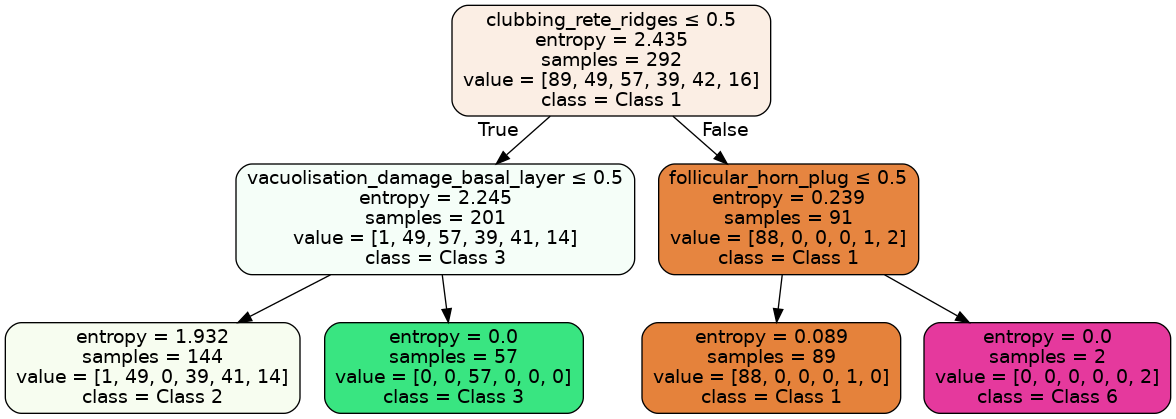 clubbing_rete_ridges ≤ 0.5
entropy = 2.435
samples = 292
value = [89, 49, 57, 39, 42, 16]
class = Class 1
True
False
vacuolisation_damage_basal_layer ≤ 0.5
entropy = 2.245
samples = 201
value = [1, 49, 57, 39, 41, 14]
class = Class 3
follicular_horn_plug ≤ 0.5
entropy = 0.239
samples = 91
value = [88, 0, 0, 0, 1, 2]
class = Class 1
entropy = 1.932
samples = 144
value = [1, 49, 0, 39, 41, 14]
class = Class 2
entropy = 0.0
samples = 57
value = [0, 0, 57, 0, 0, 0]
class = Class 3
entropy = 0.089
samples = 89
value = [88, 0, 0, 0, 1, 0]
class = Class 1
entropy = 0.0
samples = 2
value = [0, 0, 0, 0, 0, 2]
class = Class 6